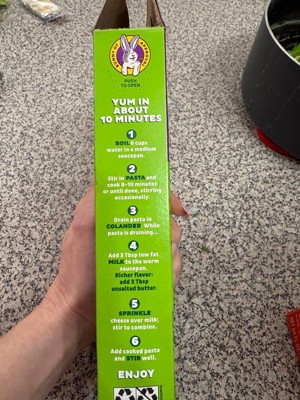 PUSH
TO OPEN
YUM IN
ABOUT
10 MINUTES
1
BOIL 6 cups
water in a medium
saucepan.
2
Stir in PASTA and
cook 8-10 minutes
or until done, stirring
occasionally.
3
Drain pasta in
COLANDER. While
pasta is draining...
4
Add 3 Tbsp low fat
MILK to the warm
saucepan.
Richer flavor:
add 2 Tbsp
unsalted butter.
5
SPRINKLE
cheese over milk;
stir to combine.
6
Add cooked pasta
and STIR well.
ENJOY